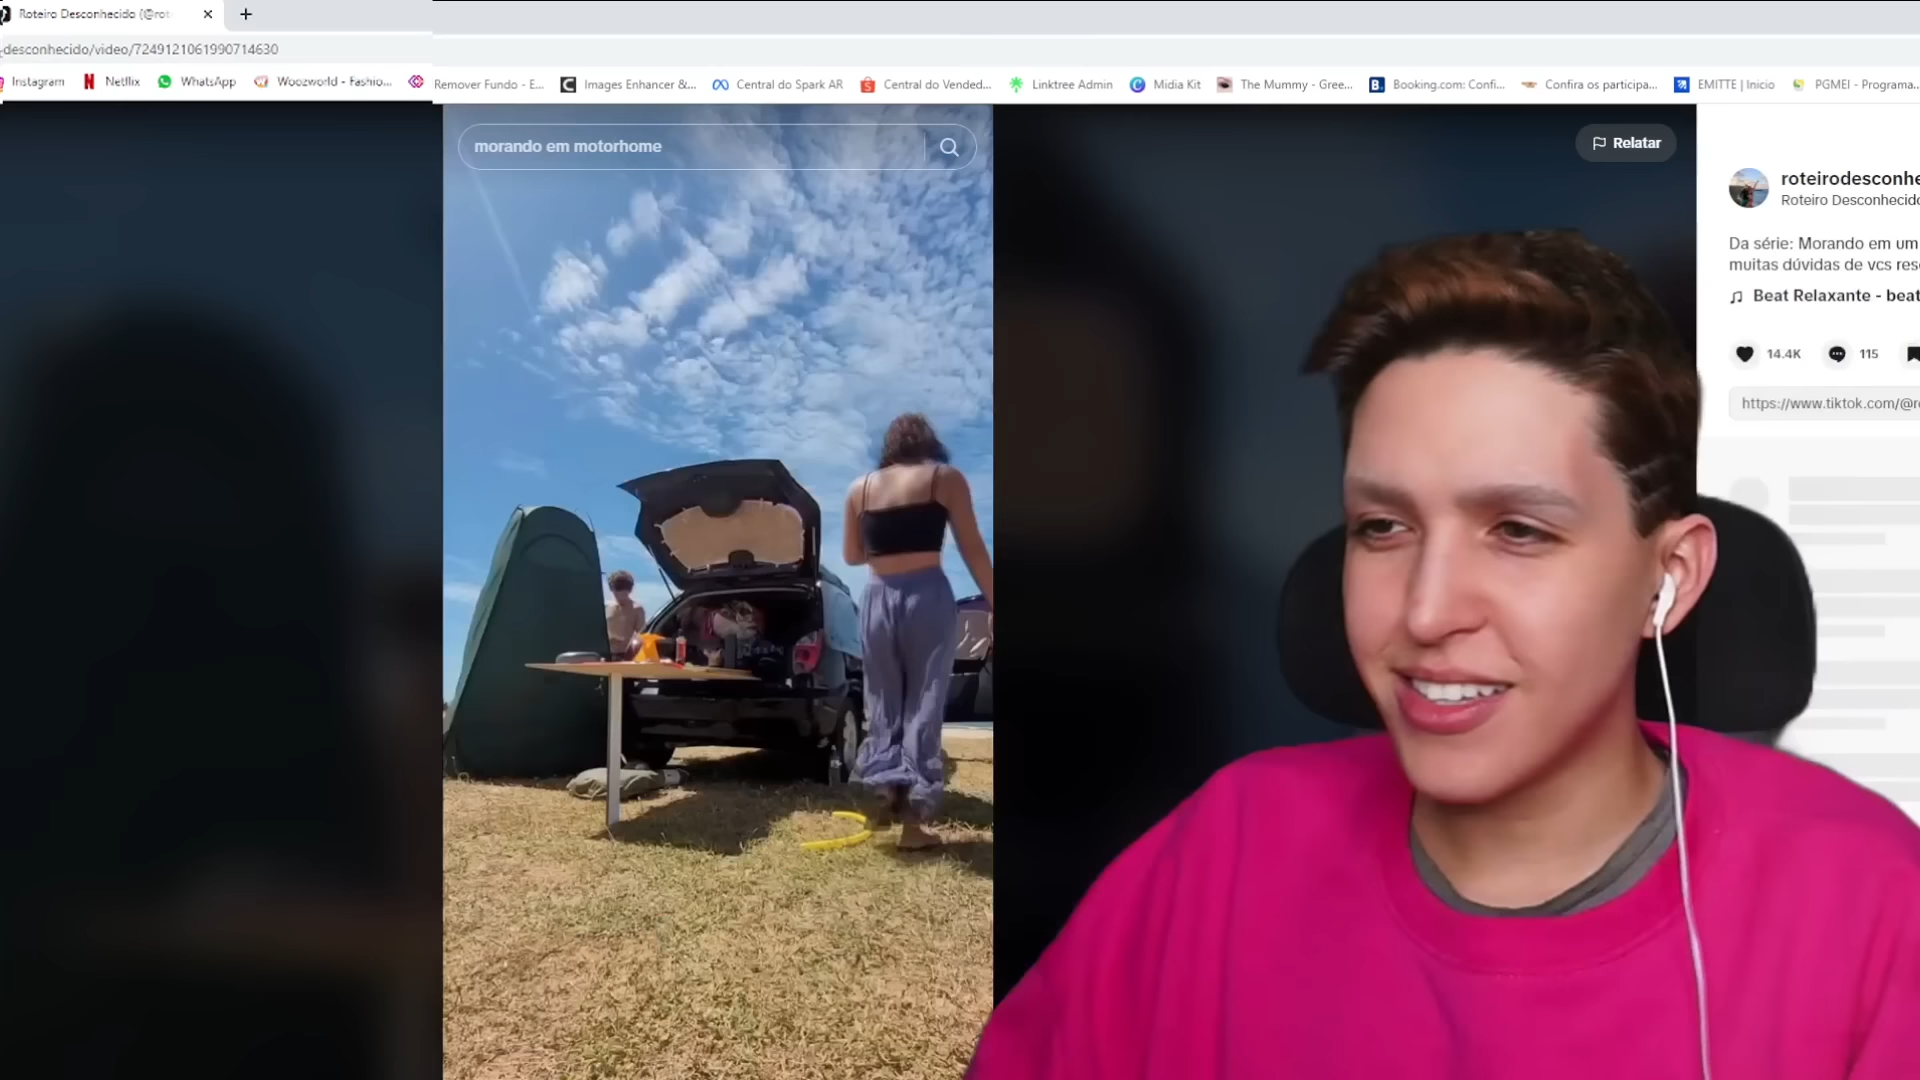 Roteiro Desconhecido (@rot
desconhecido/video/7249121061990714630
Instagram
Netflix
WhatsApp
Woozworld - Fashio...
Remover Fundo - E...
Images Enhancer &...
Central do Spark AR
Central do Vended...
Linktree Admin
Midia Kit
The Mummy - Gree...
Booking.com: Confi...
Confira os participa...
EMITTE | Inicio
PGMEI - Programa...
morando em motorhome
Relatar
roteirodesconhe
Roteiro Desconhecido
Da série: Morando em um
muitas dúvidas de vcs res
Beat Relaxante - beat
14.4K
115
https://www.tiktok.com/@r